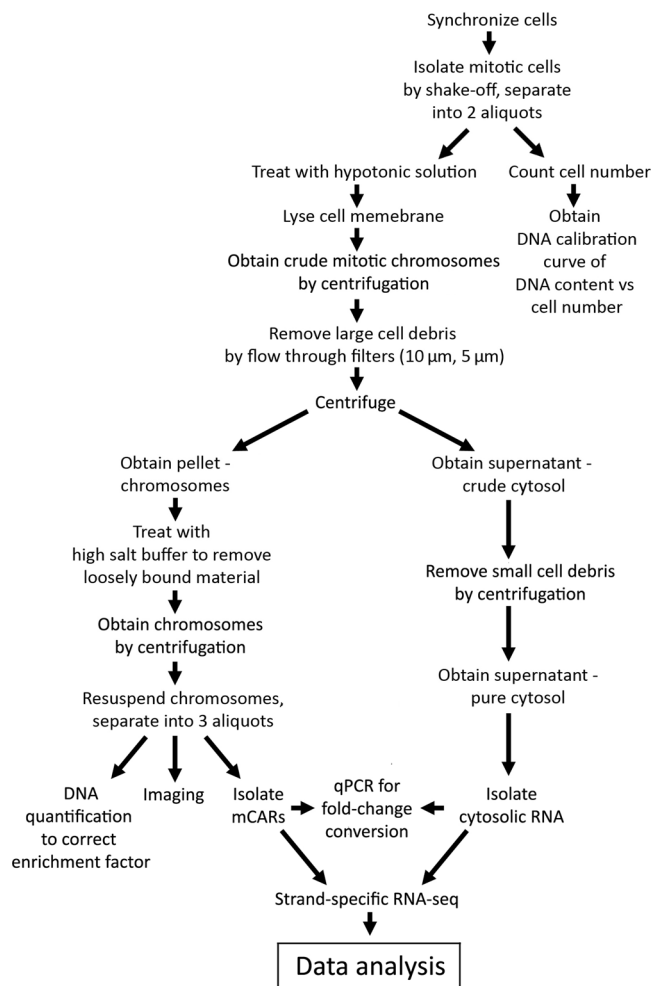 Synchronize cells
Isolate mitotic cells
by shake-off, separate
into 2 aliquots
Treat with hypotonic solution
Count cell number
Lyse cell memebrane
Obtain
DNA calibration
curve of
DNA content vs
cell number
Obtain crude mitotic chromosomes
by centrifugation
Remove large cell debris
by flow through filters (10 µm, 5 µm)
Centrifuge
Obtain pellet -
chromosomes
Obtain supernatant -
crude cytosol
Treat with
high salt buffer to remove
loosely bound material
Remove small cell debris
by centrifugation
Obtain chromosomes
by centrifugation
Obtain supernatant -
pure cytosol
Resuspend chromosomes,
separate into 3 aliquots
DNA
quantification
to correct
enrichment factor
Imaging
Isolate
mCARs
qPCR for
fold-change
conversion
Isolate
cytosolic RNA
Strand-specific RNA-seq
Data analysis